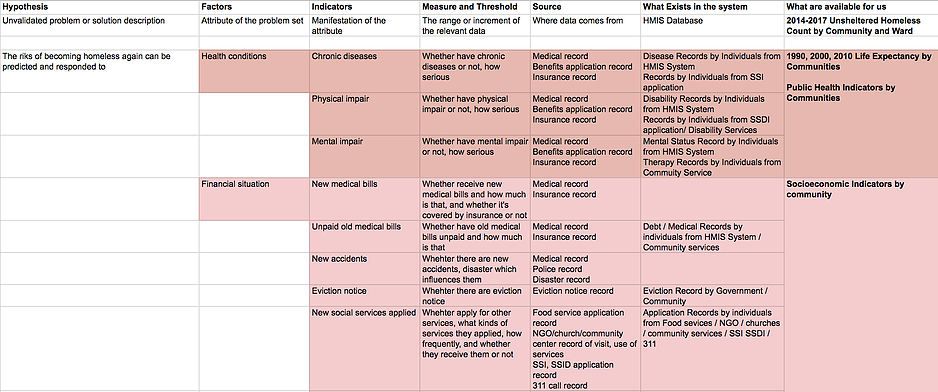 Hypothesis
Factors
Indicators
Measure and Threshold
Source
What Exists in the system
What are available for us
Unvalidated problem or solution description
Attribute of the problem set
Manifestation of the
attribute
The range or increment of
the relevant data
Where data comes from
HMIS Database
2014-2017 Unsheltered Homeless
Count by Community and Ward
The riks of becoming homeless again can be
predicted and responded to
Health conditions
Chronic diseases
Whether have chronic
diseases or not, how
serious
Medical record
Benefits application record
Insurance record
Disease Records by Individuals from
HMIS System
Records by Individuals from SSI
application
1990, 2000, 2010 Life Expectancy by
Communities
Public Health Indicators by
Communities
Physical impair
Whether have physical
impair or not, how serious
Medical record
Benefits application record
Insurance record
Disability Records by Individuals
from HMIS System
Records by Individuals from SSDI
application/ Disability Services
Mental impair
Whether have mental impair
or not, how serious
Medical record
Benefits application record
Insurance record
Mental Status Record by Individuals
from HMIS System
Therapy Records by Individuals from
Commuity Service
Financial situation
New medical bills
Whether receive new
medical bills and how much
is that, and whether it's
covered by insurance or not
Medical record
Insurance record
Socioeconomic Indicators by
community
Unpaid old medical bills
Whether have old medical
bills unpaid and how much
is that
Medical record
Insurance record
Debt / Medical Records by
individuals from HMIS System /
Community services
New accidents
Whehter there are new
accidents, disaster which
influences them
Medical record
Police record
Disaster record
Eviction notice
Whehter there are eviction
notice
Eviction notice record
Eviction Record by Government /
Community
New social services applied
Whehter apply for other
services, what kinds of
services they applied, how
frequently, and whether
they receive them or not
Food service application
record
NGO/church/community
center record of visit, use of
services
SSI, SSID application
record
311 call record
Application Records by individuals
from Food sevices / NGO / churches
/ community services / SSI SSDI /
311